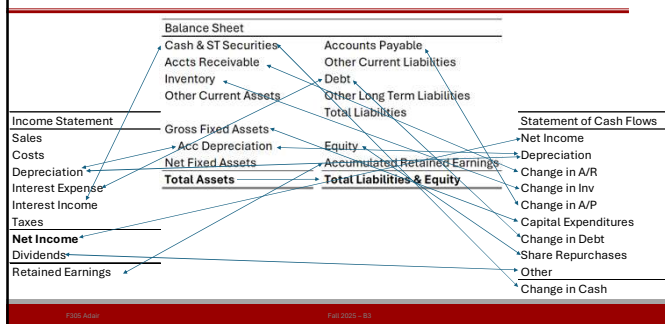 Balance Sheet
Cash & ST Securities Accounts Payable
Accts Receivable Other Current Liabilities
Inventory Debt
Other Current Assets Other Long Term Liabilities
Total Liabilities
Gross Fixed Assets
Acc Depreciation Equity
Net Fixed Assets Accumulated Retained Earnings
Total Assets Total Liabilities & Equity
Income Statement
Sales
Costs
Depreciation
Interest Expense
Interest Income
Taxes
Net Income
Dividends
Retained Earnings
Statement of Cash Flows
Net Income
Depreciation
Change in A/R
Change in Inv
Change in A/P
Capital Expenditures
Change in Debt
Share Repurchases
Other
Change in Cash
F305 Adair Fall 2025 – B3